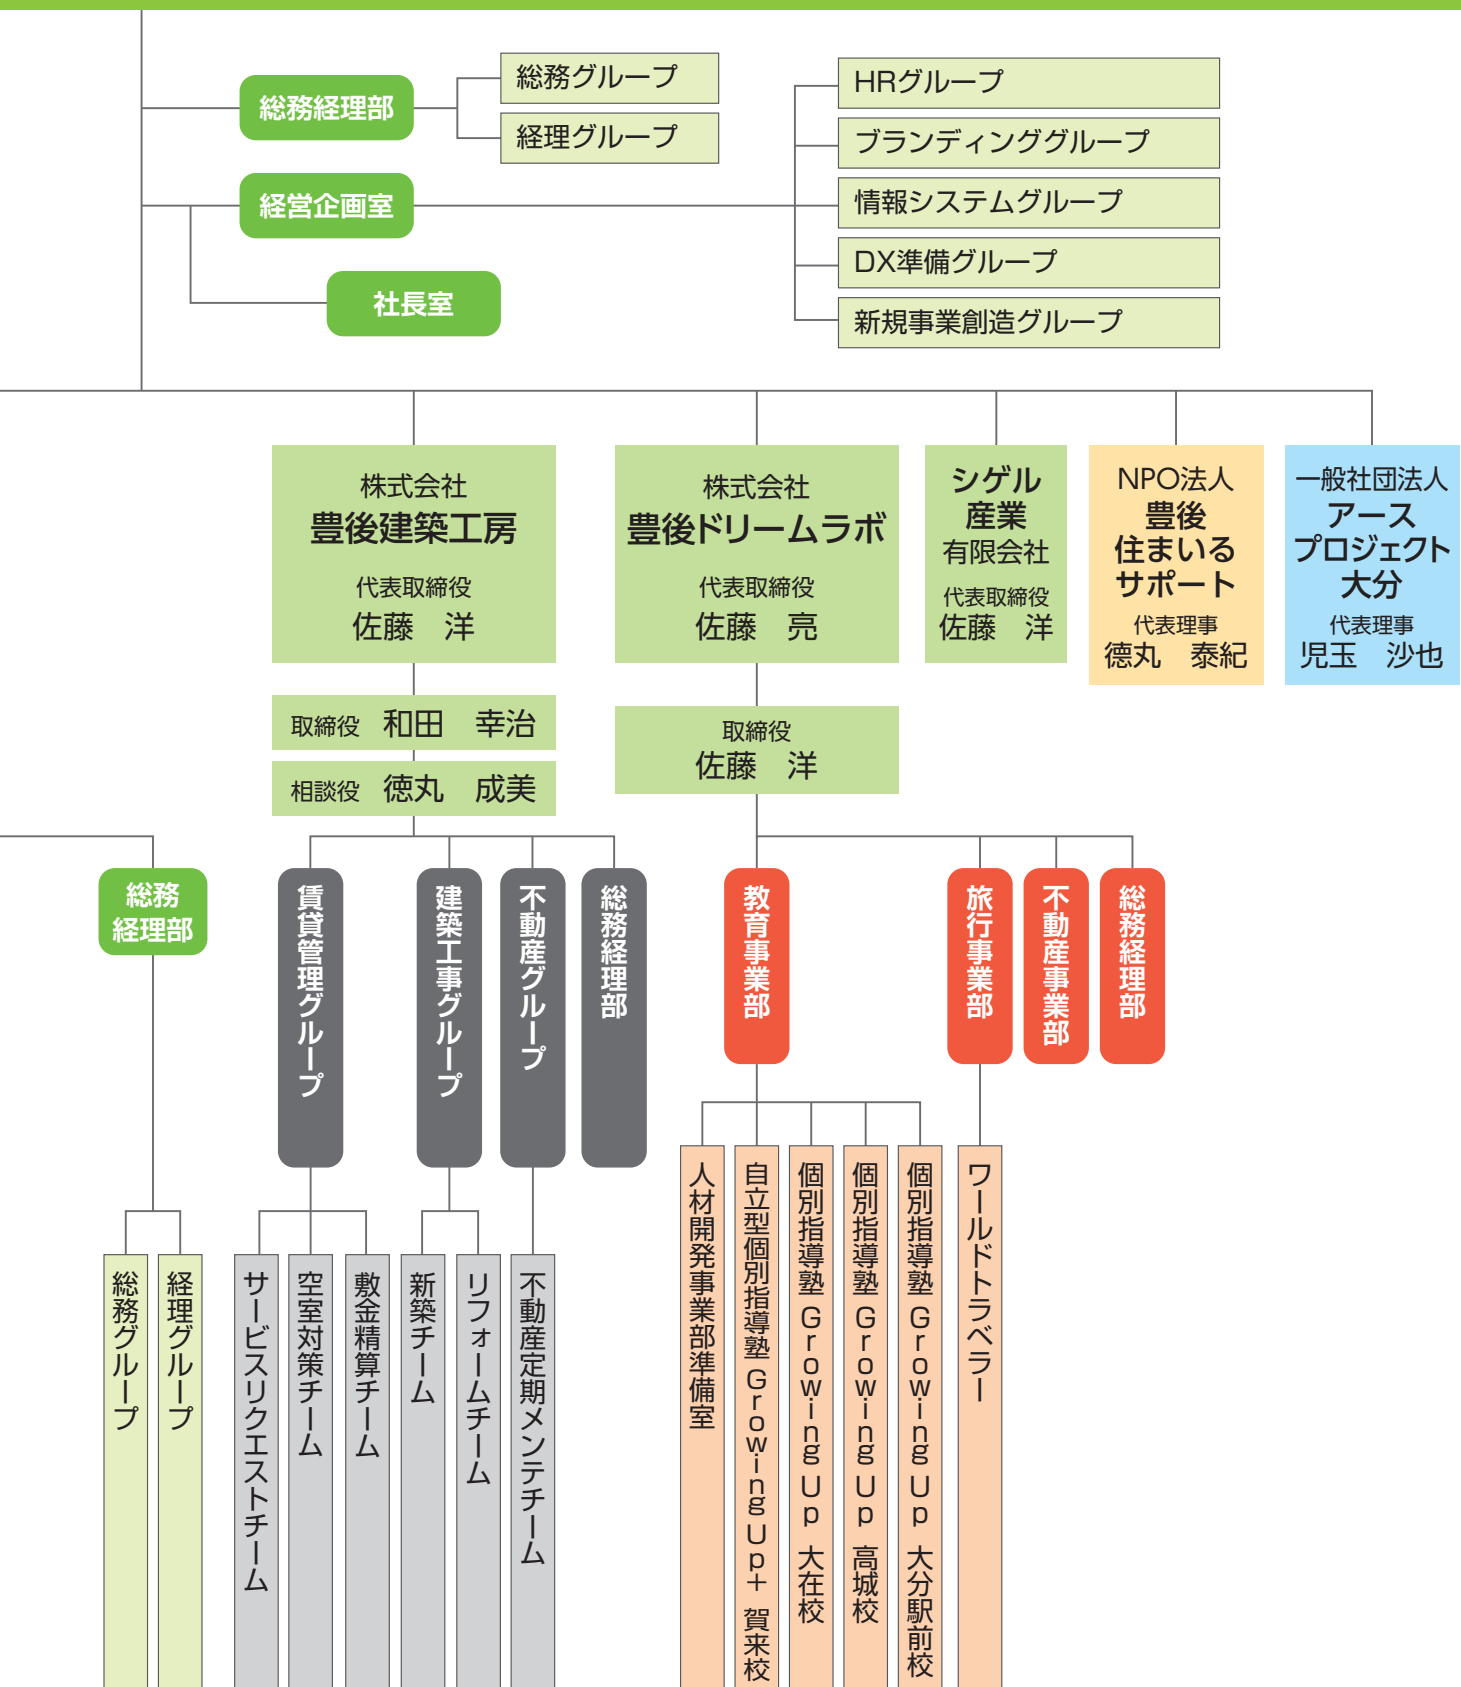 総務経理部
総務グループ
経理グループ
経営企画室
社長室
HRグループ
ブランディンググループ
情報システムグループ
DX準備グループ
新規事業創造グループ
株式会社
豊後建築工房
代表取締役
佐藤　洋
取締役 和田　幸治
相談役 徳丸　成美
株式会社
豊後ドリームラボ
代表取締役
佐藤　亮
取締役
佐藤　洋
シゲル
産業
有限会社
代表取締役
佐藤　洋
NPO法人
豊後
住まいる
サポート
代表理事
德丸　泰紀
一般社団法人
アース
プロジェクト
大分
代表理事
児玉　沙也
総務
経理部
賃貸管理グループ
建築工事グループ
不動産グループ
総務経理部
教育事業部
旅行事業部
不動産事業部
総務経理部
総務グループ
経理グループ
サービスリクエストチーム
空室対策チーム
敷金精算チーム
新築チーム
リフォームチーム
不動産定期メンテチーム
人材開発事業部準備室
自立型個別指導塾 Growing Up+ 賀来校
個別指導塾 Growing Up 大在校
個別指導塾 Growing Up 高城校
個別指導塾 Growing Up 大分駅前校
ワールドトラベラー